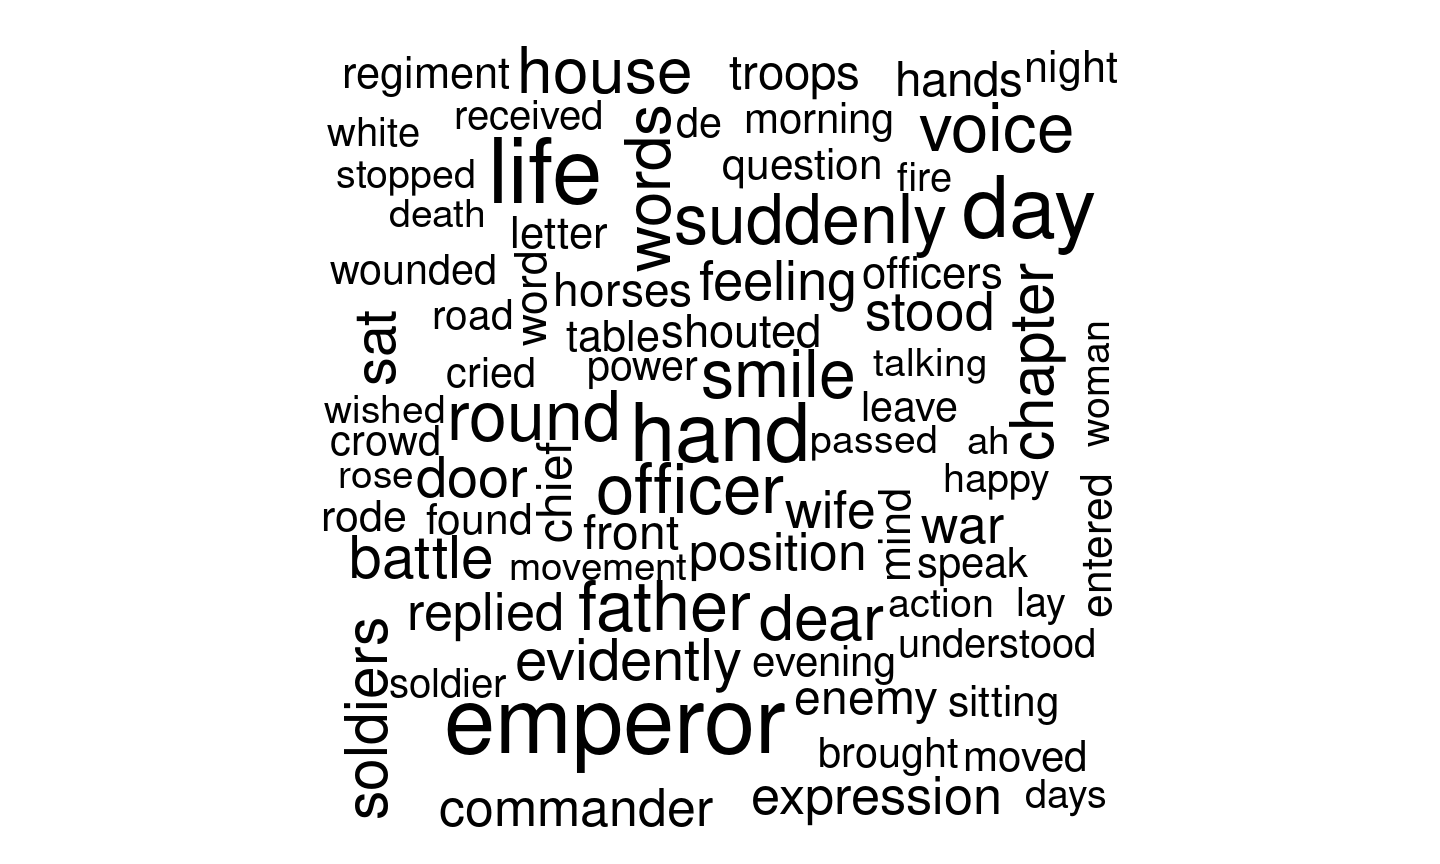 regiment house troops hands night
white received words de morning voice
stopped life question fire
death letter suddenly day
wounded word horses feeling officers chapter
sat road table shouted stood woman
cried power smile talking
wished round hand leave
crowd passed ah
rose door chief officer happy
rode found front wife mind war entered
battle movement position speak
replied father dear action lay
soldiers evidently evening understood
soldier emperor enemy sitting
brought moved
commander expression days